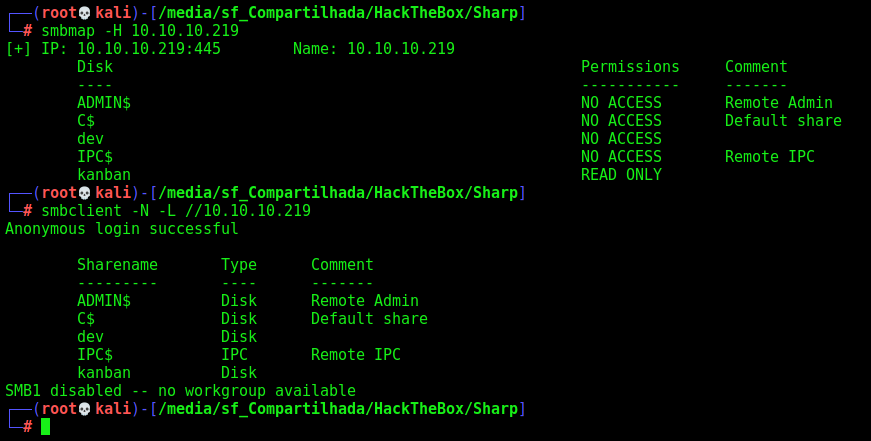 ┌──(root💀kali)-[/media/sf_Compartilhada/HackTheBox/Sharp]
└─# smbmap -H 10.10.10.219
[+] IP: 10.10.10.219:445        Name: 10.10.10.219
        Disk                                                    Permissions     Comment
        ----                                                    -----------     -------
        ADMIN$                                                  NO ACCESS       Remote Admin
        C$                                                      NO ACCESS       Default share
        dev                                                     NO ACCESS
        IPC$                                                    NO ACCESS       Remote IPC
        kanban                                                  READ ONLY
┌──(root💀kali)-[/media/sf_Compartilhada/HackTheBox/Sharp]
└─# smbclient -N -L //10.10.10.219
Anonymous login successful

        Sharename       Type      Comment
        ---------       ----      -------
        ADMIN$          Disk      Remote Admin
        C$              Disk      Default share
        dev             Disk
        IPC$            IPC       Remote IPC
        kanban          Disk
SMB1 disabled -- no workgroup available
┌──(root💀kali)-[/media/sf_Compartilhada/HackTheBox/Sharp]
└─#